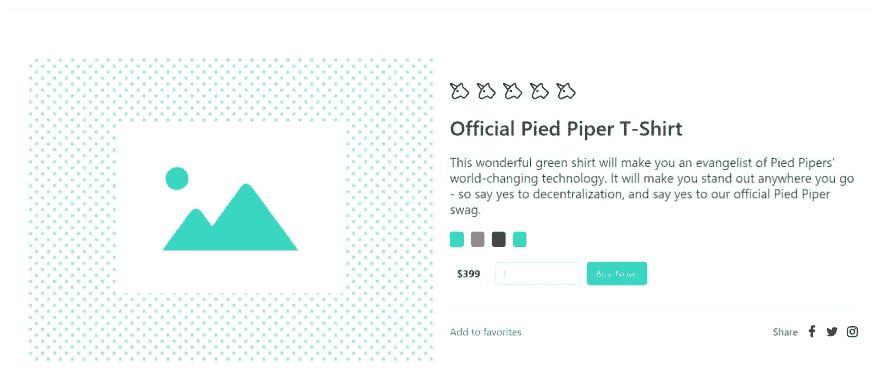 Official Pied Piper T-Shirt
This wonderful green shirt will make you an evangelist of Pied Pipers'
world-changing technology. It will make you stand out anywhere you go
- so say yes to decentralization, and say yes to our official Pied Piper
swag.
$399 1 Buy Now
Add to favorites Share